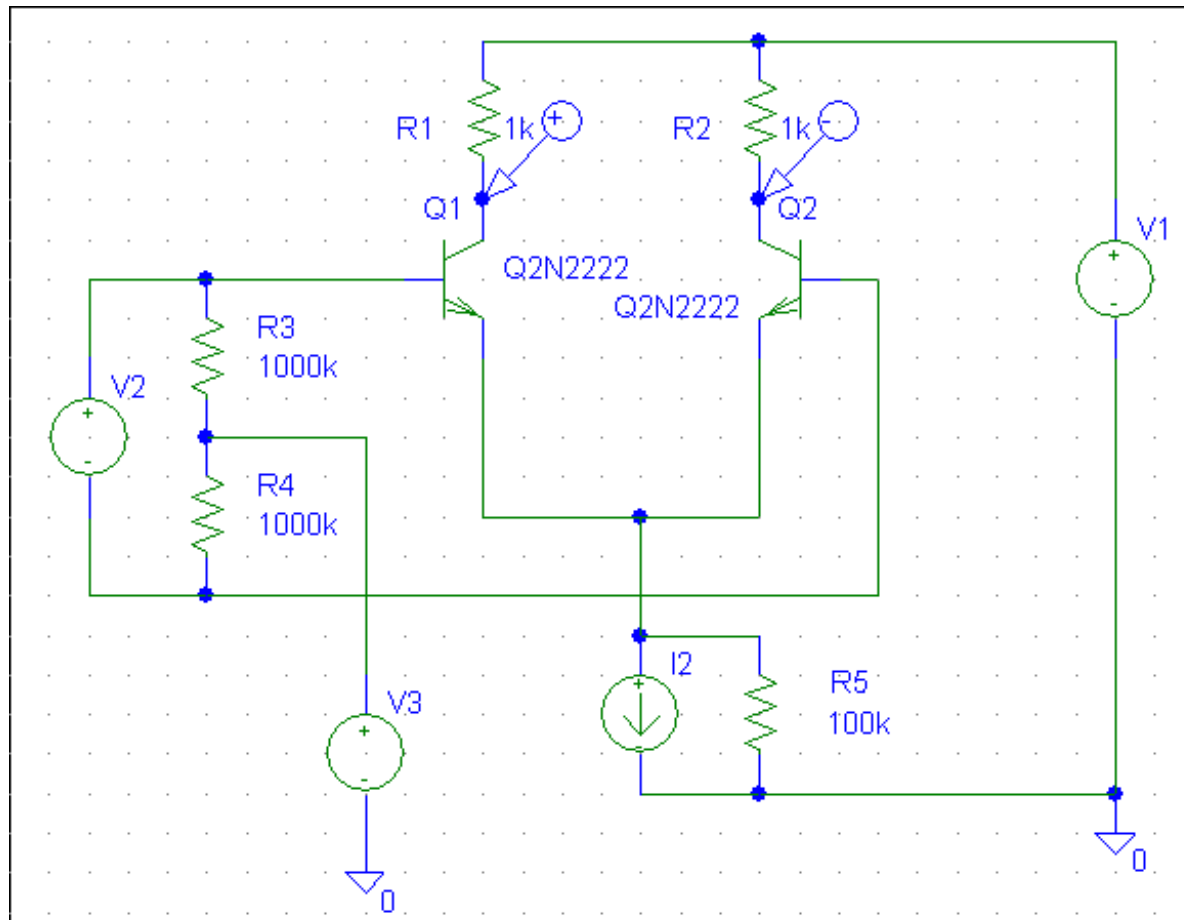 R1
1k
+
R2
1k
-
Q1
Q2
Q2N2222
Q2N2222
V1
+
-
R3
1000k
V2
+
-
R4
1000k
I2
+
-
R5
100k
V3
+
-
0
0